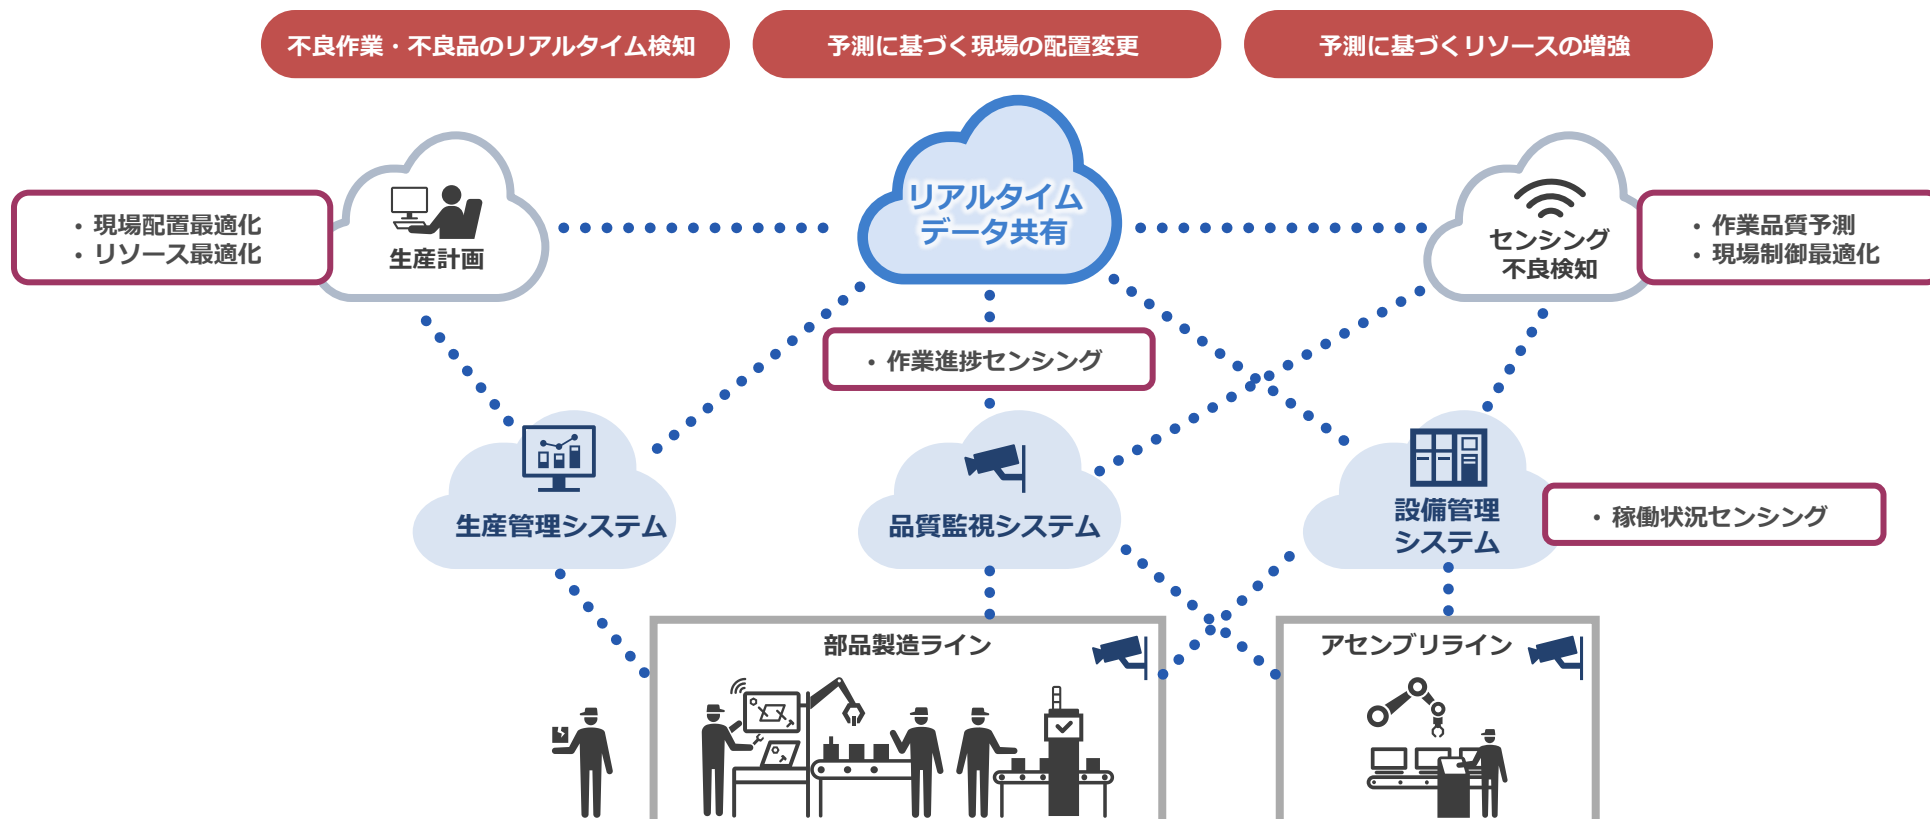 不良作業・不良品のリアルタイム検知
予測に基づく現場の配置変更
予測に基づくリソースの増強
・現場配置最適化
・リソース最適化
生産計画
リアルタイム
データ共有
センシング
不良検知
・作業品質予測
・現場制御最適化
・作業進捗センシング
生産管理システム
品質監視システム
設備管理
システム
・稼働状況センシング
部品製造ライン
アセンブリライン